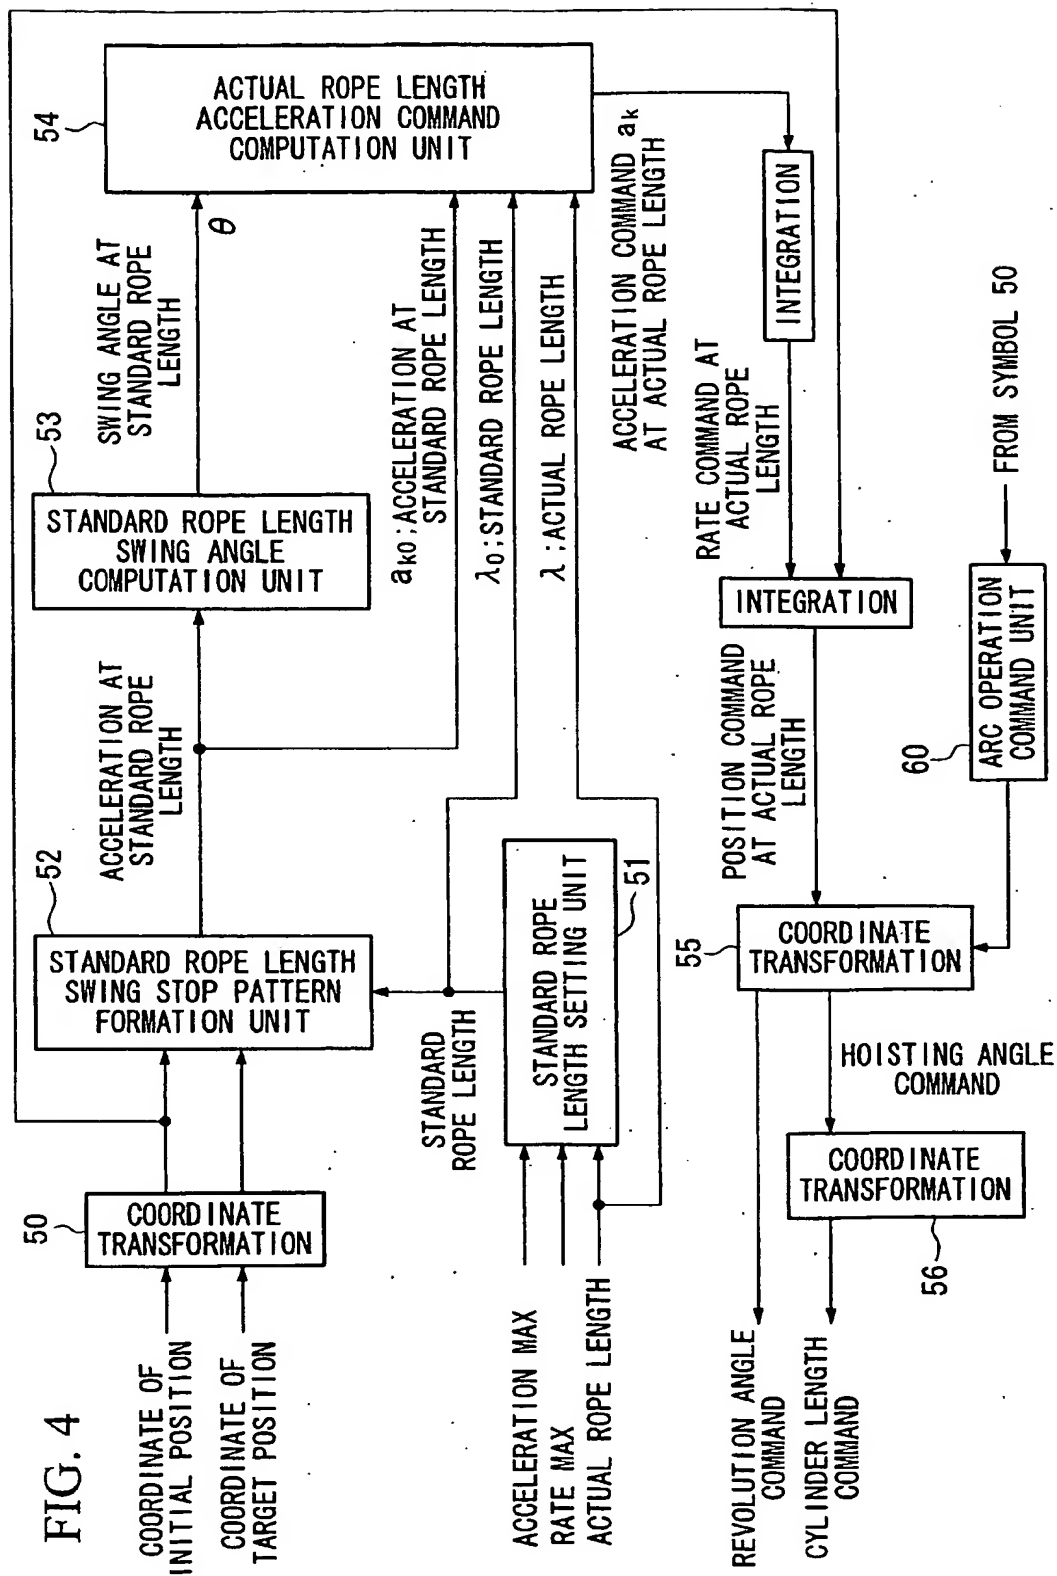 FIG. 4
ACTUAL ROPE LENGTH
ACCELERATION COMMAND
COMPUTATION UNIT
54
θ
SWING ANGLE AT
STANDARD ROPE
LENGTH
53
STANDARD ROPE LENGTH
SWING ANGLE
COMPUTATION UNIT
ak0;ACCELERATION AT
STANDARD ROPE LENGTH
λ0;STANDARD ROPE LENGTH
λ;ACTUAL ROPE LENGTH
ACCELERATION COMMAND ak
AT ACTUAL ROPE LENGTH
INTEGRATION
RATE COMMAND AT
ACTUAL ROPE
LENGTH
INTEGRATION
FROM SYMBOL 50
ARC OPERATION
COMMAND UNIT
60
ACCELERATION AT
STANDARD ROPE
LENGTH
52
STANDARD ROPE LENGTH
SWING STOP PATTERN
FORMATION UNIT
STANDARD ROPE
LENGTH SETTING UNIT
51
STANDARD
ROPE LENGTH
POSITION COMMAND
AT ACTUAL ROPE
LENGTH
55
COORDINATE
TRANSFORMATION
HOISTING ANGLE
COMMAND
COORDINATE
TRANSFORMATION
56
50
COORDINATE
TRANSFORMATION
COORDINATE OF
INITIAL POSITION
COORDINATE OF
TARGET POSITION
ACCELERATION MAX
RATE MAX
ACTUAL ROPE LENGTH
REVOLUTION ANGLE
COMMAND
CYLINDER LENGTH
COMMAND